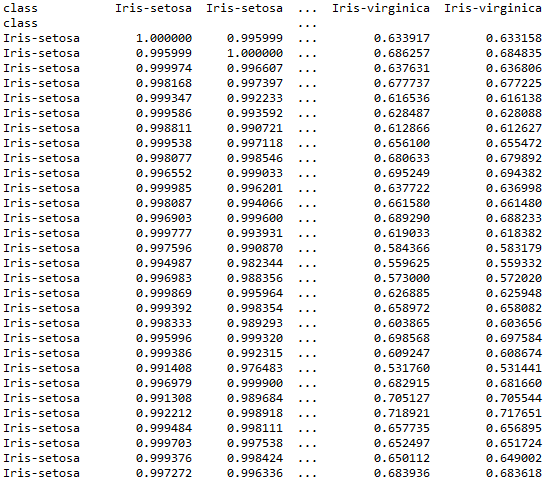 class Iris-setosa Iris-setosa ... Iris-virginica Iris-virginica
class ...
Iris-setosa 1.000000 0.995999 ... 0.633917 0.633158
Iris-setosa 0.995999 1.000000 ... 0.686257 0.684835
Iris-setosa 0.999974 0.996607 ... 0.637631 0.636806
Iris-setosa 0.998168 0.997397 ... 0.677737 0.677225
Iris-setosa 0.999347 0.992233 ... 0.616536 0.616138
Iris-setosa 0.999586 0.993592 ... 0.628487 0.628088
Iris-setosa 0.998811 0.990721 ... 0.612866 0.612627
Iris-setosa 0.999538 0.997118 ... 0.656100 0.655472
Iris-setosa 0.998077 0.998546 ... 0.680633 0.679892
Iris-setosa 0.996552 0.999033 ... 0.695249 0.694382
Iris-setosa 0.999985 0.996201 ... 0.637722 0.636998
Iris-setosa 0.998087 0.994066 ... 0.661580 0.661480
Iris-setosa 0.996903 0.999600 ... 0.689290 0.688233
Iris-setosa 0.999777 0.993931 ... 0.619033 0.618382
Iris-setosa 0.997596 0.990870 ... 0.584366 0.583179
Iris-setosa 0.994987 0.982344 ... 0.559625 0.559332
Iris-setosa 0.996983 0.988356 ... 0.573000 0.572020
Iris-setosa 0.999869 0.995964 ... 0.626885 0.625948
Iris-setosa 0.999392 0.998354 ... 0.658972 0.658082
Iris-setosa 0.998333 0.989293 ... 0.603865 0.603656
Iris-setosa 0.995996 0.999320 ... 0.698568 0.697584
Iris-setosa 0.999386 0.992315 ... 0.609247 0.608674
Iris-setosa 0.991408 0.976483 ... 0.531760 0.531441
Iris-setosa 0.996979 0.999900 ... 0.682915 0.681660
Iris-setosa 0.991308 0.989684 ... 0.705127 0.705544
Iris-setosa 0.992212 0.998918 ... 0.718921 0.717651
Iris-setosa 0.999484 0.998111 ... 0.657735 0.656895
Iris-setosa 0.999703 0.997538 ... 0.652497 0.651724
Iris-setosa 0.999376 0.998424 ... 0.650112 0.649002
Iris-setosa 0.997272 0.996336 ... 0.683936 0.683618